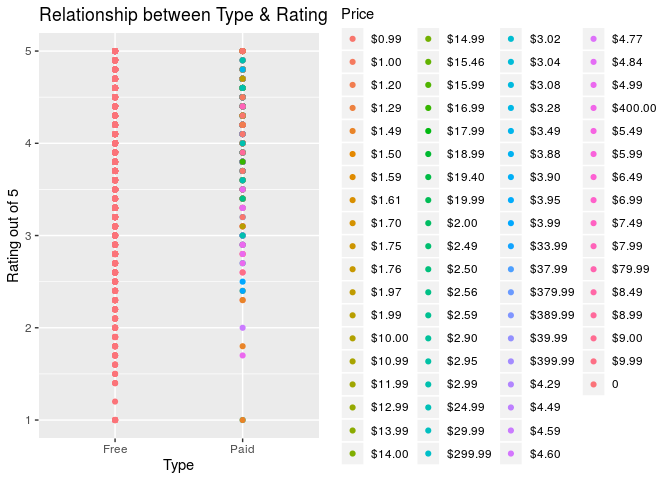 Relationship between Type & Rating
Rating out of 5
5
4
3
2
1
Free Paid
Type
Price
$0.99 $14.99 $3.02 $4.77
$1.00 $15.46 $3.04 $4.84
$1.20 $15.99 $3.08 $4.99
$1.29 $16.99 $3.28 $400.00
$1.49 $17.99 $3.49 $5.49
$1.50 $18.99 $3.88 $5.99
$1.59 $19.40 $3.90 $6.49
$1.61 $19.99 $3.95 $6.99
$1.70 $2.00 $3.99 $7.49
$1.75 $2.49 $33.99 $7.99
$1.76 $2.50 $37.99 $79.99
$1.97 $2.56 $379.99 $8.49
$1.99 $2.59 $389.99 $8.99
$10.00 $2.90 $39.99 $9.00
$10.99 $2.95 $399.99 $9.99
$11.99 $2.99 $4.29 0
$12.99 $24.99 $4.49
$13.99 $29.99 $4.59
$14.00 $299.99 $4.60